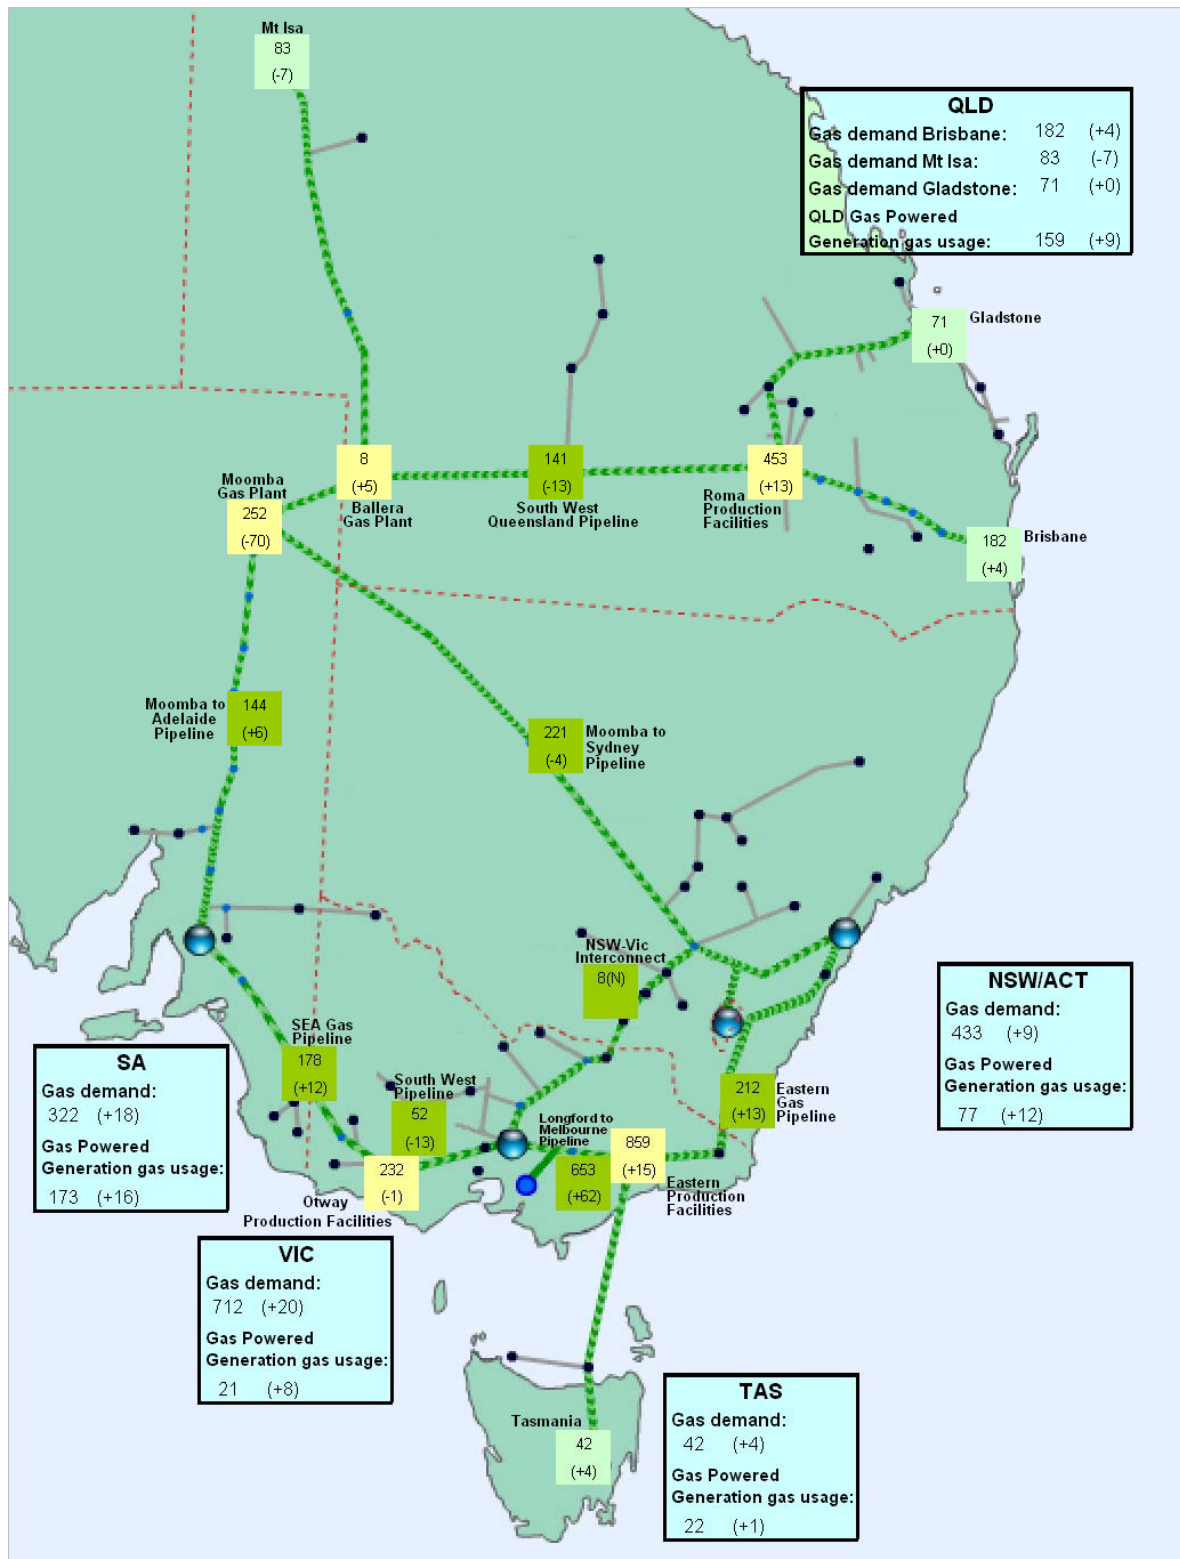 Mt Isa
83
(-7)
QLD
Gas demand Brisbane: 182 (+4)
Gas demand Mt Isa: 83 (-7)
Gas demand Gladstone: 71 (+0)
QLD Gas Powered
Generation gas usage: 159 (+9)
71
(+0)
Gladstone
Moomba
Gas Plant
252
(-70)
8
(+5)
Ballera
Gas Plant
141
(-13)
South West
Queensland Pipeline
453
(+13)
Roma
Production
Facilities
182
(+4)
Brisbane
Moomba to
Adelaide
Pipeline
144
(+6)
221
(-4)
Moomba to
Sydney
Pipeline
NSW-Vic
Interconnect
8(N)
NSW/ACT
Gas demand:
433 (+9)
Gas Powered
Generation gas usage:
77 (+12)
SEA Gas
Pipeline
178
(+12)
SA
Gas demand:
322 (+18)
Gas Powered
Generation gas usage:
173 (+16)
South West
Pipeline
52
(-13)
Longford to
Melbourne
Pipeline
653
(+62)
859
(+15)
Eastern
Production
Facilities
212
(+13)
Eastern
Gas
Pipeline
232
(-1)
Otway
Production Facilities
VIC
Gas demand:
712 (+20)
Gas Powered
Generation gas usage:
21 (+8)
Tasmania
42
(+4)
TAS
Gas demand:
42 (+4)
Gas Powered
Generation gas usage:
22 (+1)